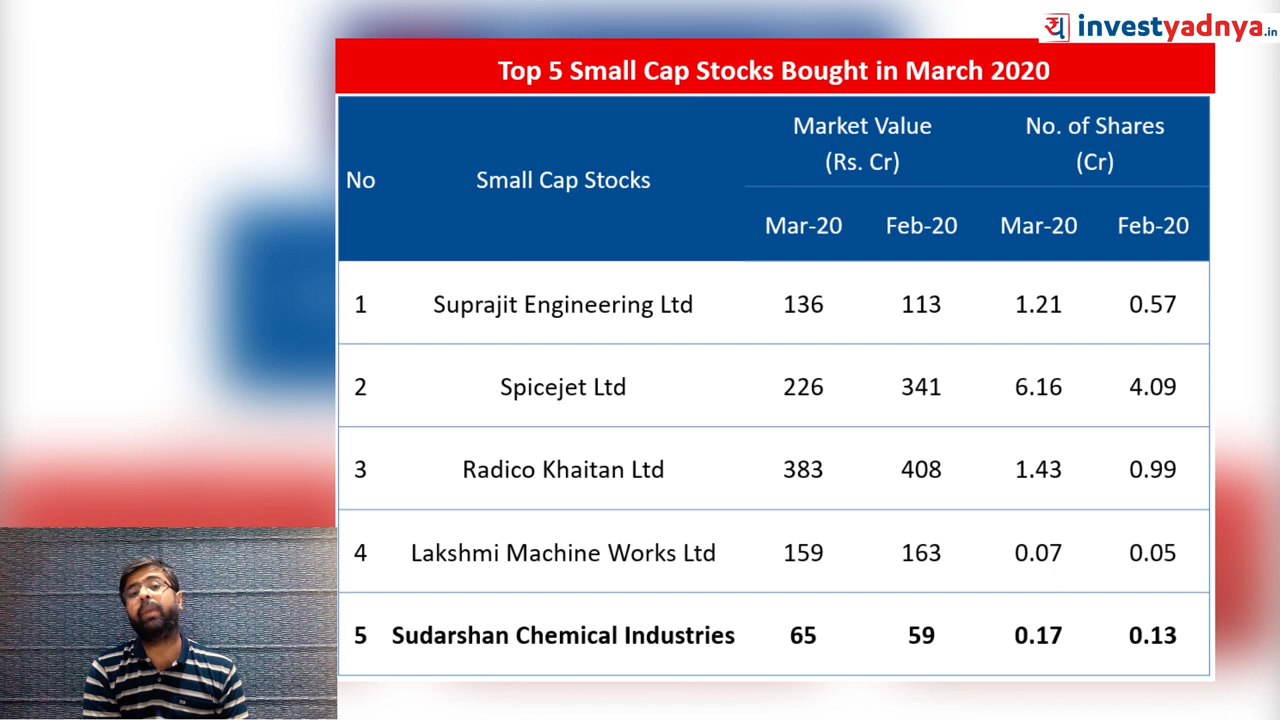 य investyadnya.in
Top 5 Small Cap Stocks Bought in March 2020
No Small Cap Stocks Market Value (Rs. Cr) No. of Shares (Cr)
Mar-20 Feb-20 Mar-20 Feb-20
1 Suprajit Engineering Ltd 136 113 1.21 0.57
2 Spicejet Ltd 226 341 6.16 4.09
3 Radico Khaitan Ltd 383 408 1.43 0.99
4 Lakshmi Machine Works Ltd 159 163 0.07 0.05
5 Sudarshan Chemical Industries 65 59 0.17 0.13